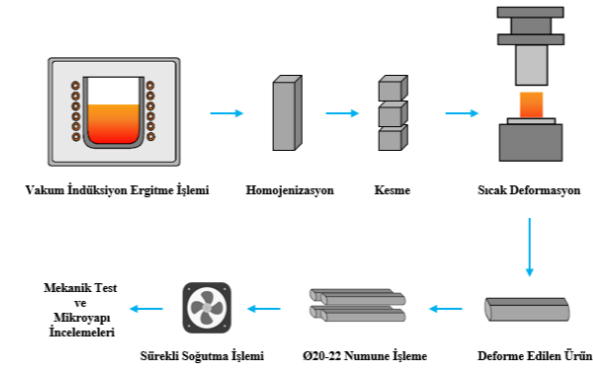 Vakum İndüksiyon Ergitme İşlemi
Homojenizasyon
Kesme
Sıcak Deformasyon
Mekanik Test
ve
Mikroyapı
İncelemeleri
Sürekli Soğutma İşlemi
Ø20-22 Numune İşleme
Deforme Edilen Ürün